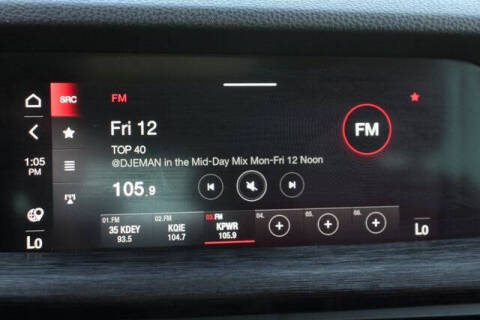 SRC
FM
Fri 12
TOP 40
@DJEMAN in the Mid-Day Mix Mon-Fri 12 Noon
FM
1:05
PM
105.9
01. FM
35 KDEY
93.5
02. FM
KQIE
104.7
03. FM
KPWR
105.9
04.
05.
06.
Lo
Lo